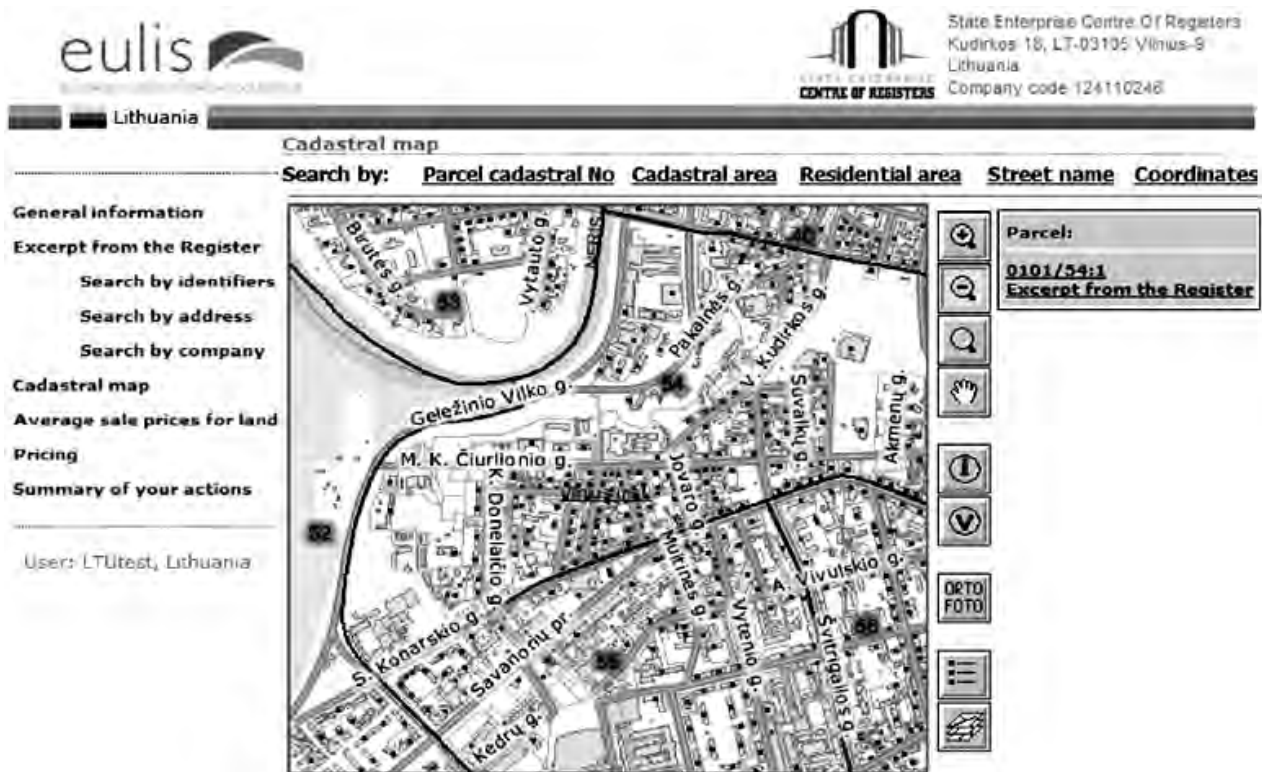 eulis
State Enterprise Centre Of Registers
Kudirkos 18, LT-03105 Vilnius-9
Lithuania
Company code 124110246
STATE ENTERPRISE
CENTRE OF REGISTERS
Lithuania
Cadastral map
Search by: Parcel cadastral No Cadastral area Residential area Street name Coordinates
General information
Excerpt from the Register
Search by identifiers
Search by address
Search by company
Cadastral map
Average sale prices for land
Pricing
Summary of your actions
User: LTUtest, Lithuania
Birutės g.
Vytauto g.
NERIS
53
40
Pakalnės g.
V. Kudirkos g.
54
Geležinio Vilko g.
Suvalkų g.
Akmenų g.
M. K. Čiurlionio g.
K. Donelaičio g.
Jovaro g.
52
Muitinės g.
A. Vivulskio g.
Vytenio g.
Švitrigailos g.
S. Konarskio g.
Savanorių pr.
55
Kedrų g.
ORTO
FOTO
Parcel:
0101/54:1
Excerpt from the Register